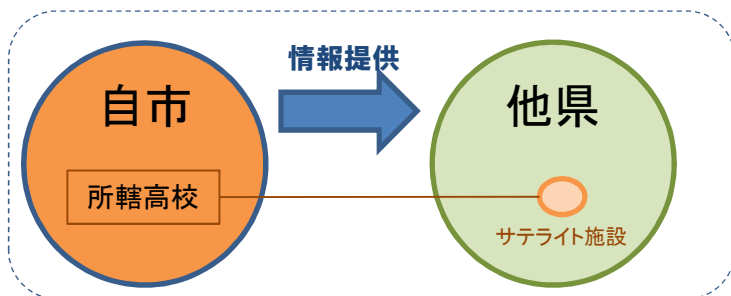 情報提供
自市
他県
所轄高校
サテライト施設